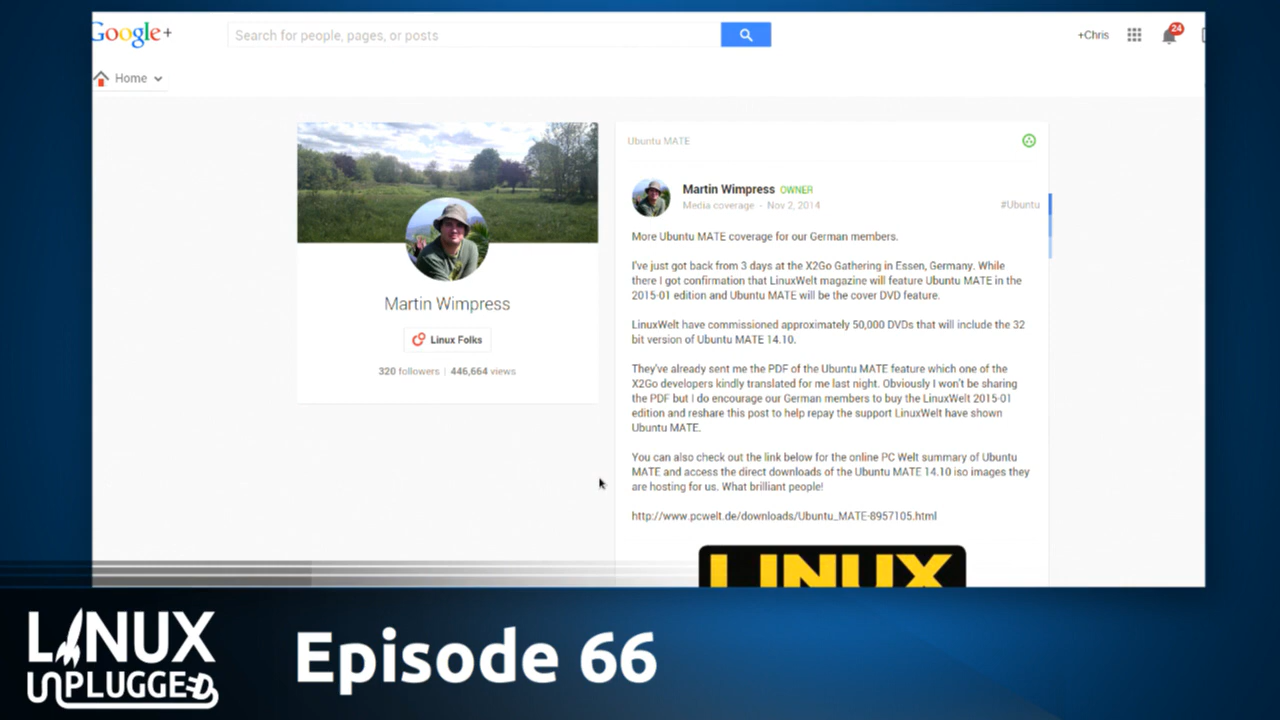 Google+
Search for people, pages, or posts
+Chris
24
Home
Ubuntu MATE
Martin Wimpress OWNER
Media coverage - Nov 2, 2014
#Ubuntu
Martin Wimpress
Linux Folks
320 followers | 446,664 views
More Ubuntu MATE coverage for our German members.
I've just got back from 3 days at the X2Go Gathering in Essen, Germany. While
there I got confirmation that LinuxWelt magazine will feature Ubuntu MATE in the
2015-01 edition and Ubuntu MATE will be the cover DVD feature.
LinuxWelt have commissioned approximately 50,000 DVDs that will include the 32
bit version of Ubuntu MATE 14.10.
They've already sent me the PDF of the Ubuntu MATE feature which one of the
X2Go developers kindly translated for me last night. Obviously I won't be sharing
the PDF but I do encourage our German members to buy the LinuxWelt 2015-01
edition and reshare this post to help repay the support LinuxWelt have shown
Ubuntu MATE.
You can also check out the link below for the online PC Welt summary of Ubuntu
MATE and access the direct downloads of the Ubuntu MATE 14.10 iso images they
are hosting for us. What brilliant people!
http://www.pcwelt.de/downloads/Ubuntu_MATE-8957105.html
LINUX
LINUX
UNPLUGGED
Episode 66